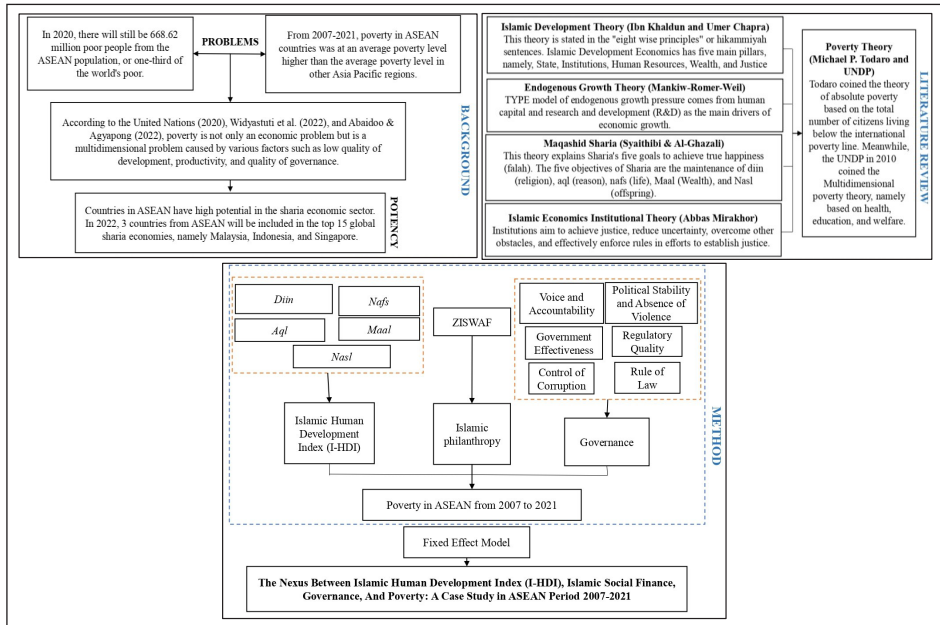 In 2020, there will still be 668.62
million poor people from the
ASEAN population, or one-third of
the world's poor.
PROBLEMS
From 2007-2021, poverty in ASEAN
countries was at an average poverty level
higher than the average poverty level in
other Asia Pacific regions.
According to the United Nations (2020), Widyastuti et al. (2022), and Abaidoo &
Agyapong (2022), poverty is not only an economic problem but is a
multidimensional problem caused by various factors such as low quality of
development, productivity, and quality of governance.
Countries in ASEAN have high potential in the sharia economic sector.
In 2022, 3 countries from ASEAN will be included in the top 15 global
sharia economies, namely Malaysia, Indonesia, and Singapore.
POTENCY
BACKGROUND
Islamic Development Theory (Ibn Khaldun and Umer Chapra)
This theory is stated in the "eight wise principles" or hikammiyah
sentences. Islamic Development Economics has five main pillars,
namely, State, Institutions, Human Resources, Wealth, and Justice
Endogenous Growth Theory (Mankiw-Romer-Weil)
TYPE model of endogenous growth pressure comes from human
capital and research and development (R&D) as the main drivers of
economic growth.
Maqashid Sharia (Syaithibi & Al-Ghazali)
This theory explains Sharia's five goals to achieve true happiness
(falah). The five objectives of Sharia are the maintenance of diin
(religion), aql (reason), nafs (life), Maal (Wealth), and Nasl
(offspring).
Islamic Economics Institutional Theory (Abbas Mirakhor)
Institutions aim to achieve justice, reduce uncertainty, overcome other
obstacles, and effectively enforce rules in efforts to establish justice.
Poverty Theory
(Michael P. Todaro and
UNDP)
Todaro coined the theory
of absolute poverty
based on the total
number of citizens living
below the international
poverty line. Meanwhile,
the UNDP in 2010
coined the
Multidimensional
poverty theory, namely
based on health,
education, and welfare.
LITERATURE REVIEW
Diin
Nafs
Aql
Maal
Nasl
ZISWAF
Voice and
Accountability
Political Stability
and Absence of
Violence
Government
Effectiveness
Regulatory
Quality
Control of
Corruption
Rule of
Law
Islamic Human
Development
Index (I-HDI)
Islamic
philanthropy
Governance
METHOD
Poverty in ASEAN from 2007 to 2021
Fixed Effect Model
The Nexus Between Islamic Human Development Index (I-HDI), Islamic Social Finance,
Governance, And Poverty: A Case Study in ASEAN Period 2007-2021